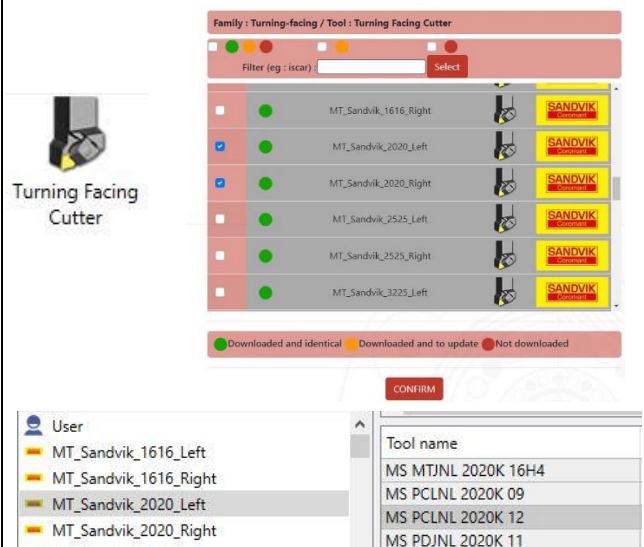 Family : Turning-facing / Tool : Turning Facing Cutter
Filter (eg : iscar) : Select
MT_Sandvik_1616_Right SANDVIK Coromant
MT_Sandvik_2020_Left SANDVIK Coromant
MT_Sandvik_2020_Right SANDVIK Coromant
MT_Sandvik_2525_Left SANDVIK Coromant
MT_Sandvik_2525_Right SANDVIK Coromant
MT_Sandvik_3225_Left SANDVIK Coromant
Turning Facing
Cutter
Downloaded and identical Downloaded and to update Not downloaded
CONFIRM
User
MT_Sandvik_1616_Left
MT_Sandvik_1616_Right
MT_Sandvik_2020_Left
MT_Sandvik_2020_Right
Tool name
MS MTJNL 2020K 16H4
MS PCLNL 2020K 09
MS PCLNL 2020K 12
MS PDJNL 2020K 11